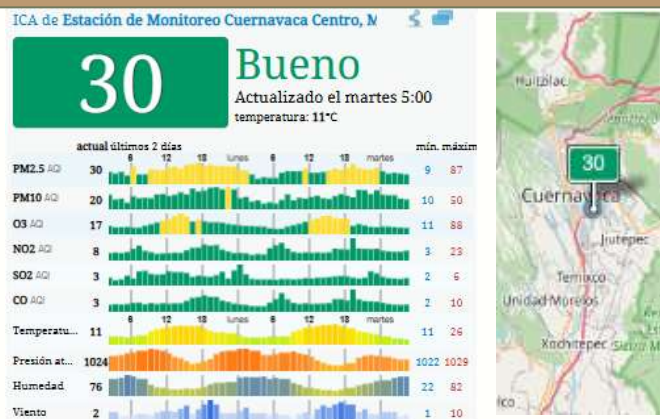 ICA de Estación de Monitoreo Cuernavaca Centro, M
30
Bueno
Actualizado el martes 5:00
temperatura: 11°C
actual últimos 2 días mín. máxim
6 12 18 lunes 6 12 18 martes
PM2.5 AQI 30 9 87
PM10 AQI 20 10 50
O3 AQI 17 11 88
NO2 AQI 8 3 23
SO2 AQI 3 2 6
CO AQI 3 2 10
6 12 18 lunes 6 12 18 martes
Temperatu... 11 11 26
Presión at... 1024 1022 1029
Humedad 76 22 82
Viento 2 1 10
Huitzilac
30
Cuernavaca
Jiutepec
Temixco
Unidad Morelos
Xochitepec